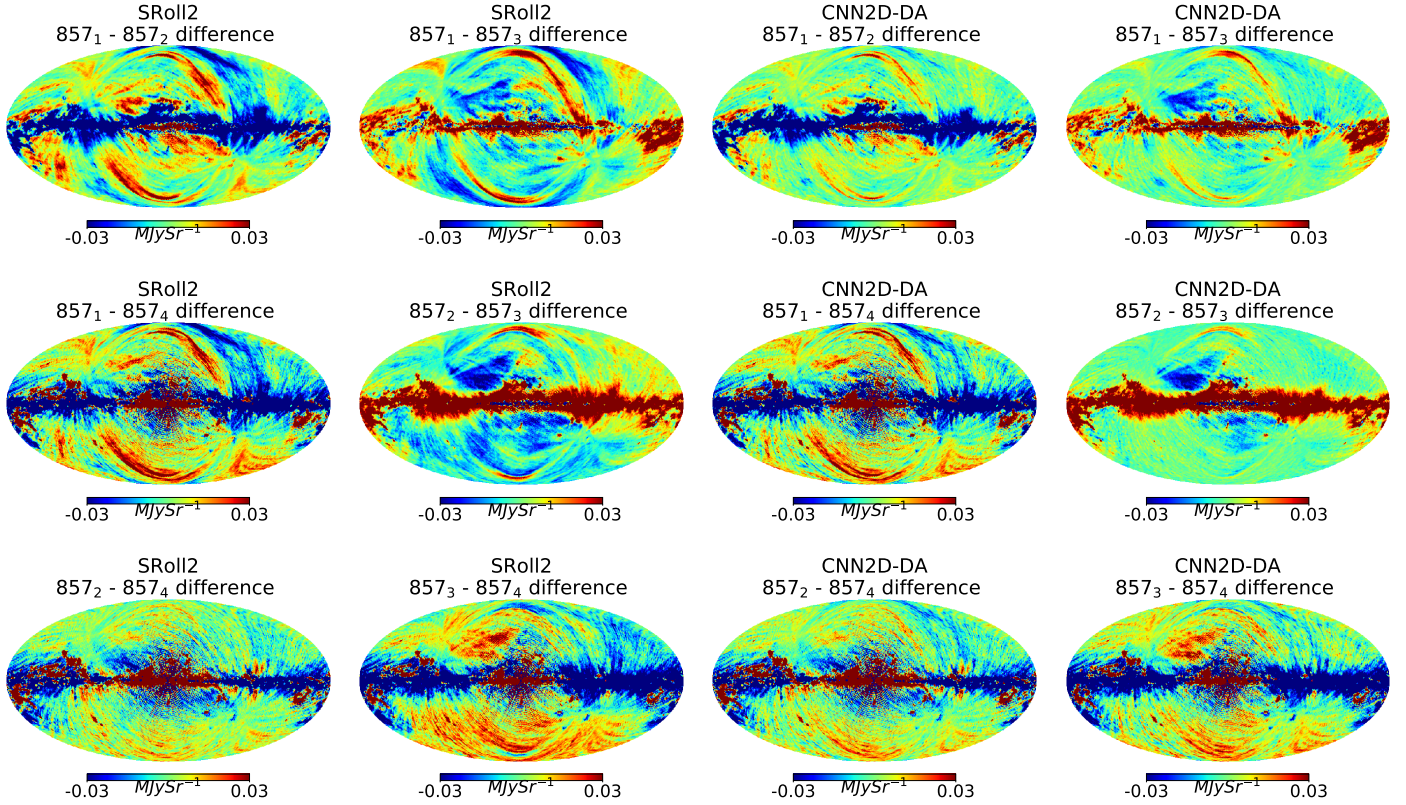 SRoll2
857₁ - 857₂ difference
-0.03
MJySr⁻¹
0.03
SRoll2
857₁ - 857₃ difference
-0.03
MJySr⁻¹
0.03
CNN2D-DA
857₁ - 857₂ difference
-0.03
MJySr⁻¹
0.03
CNN2D-DA
857₁ - 857₃ difference
-0.03
MJySr⁻¹
0.03
SRoll2
857₁ - 857₄ difference
-0.03
MJySr⁻¹
0.03
SRoll2
857₂ - 857₃ difference
-0.03
MJySr⁻¹
0.03
CNN2D-DA
857₁ - 857₄ difference
-0.03
MJySr⁻¹
0.03
CNN2D-DA
857₂ - 857₃ difference
-0.03
MJySr⁻¹
0.03
SRoll2
857₂ - 857₄ difference
-0.03
MJySr⁻¹
0.03
SRoll2
857₃ - 857₄ difference
-0.03
MJySr⁻¹
0.03
CNN2D-DA
857₂ - 857₄ difference
-0.03
MJySr⁻¹
0.03
CNN2D-DA
857₃ - 857₄ difference
-0.03
MJySr⁻¹
0.03